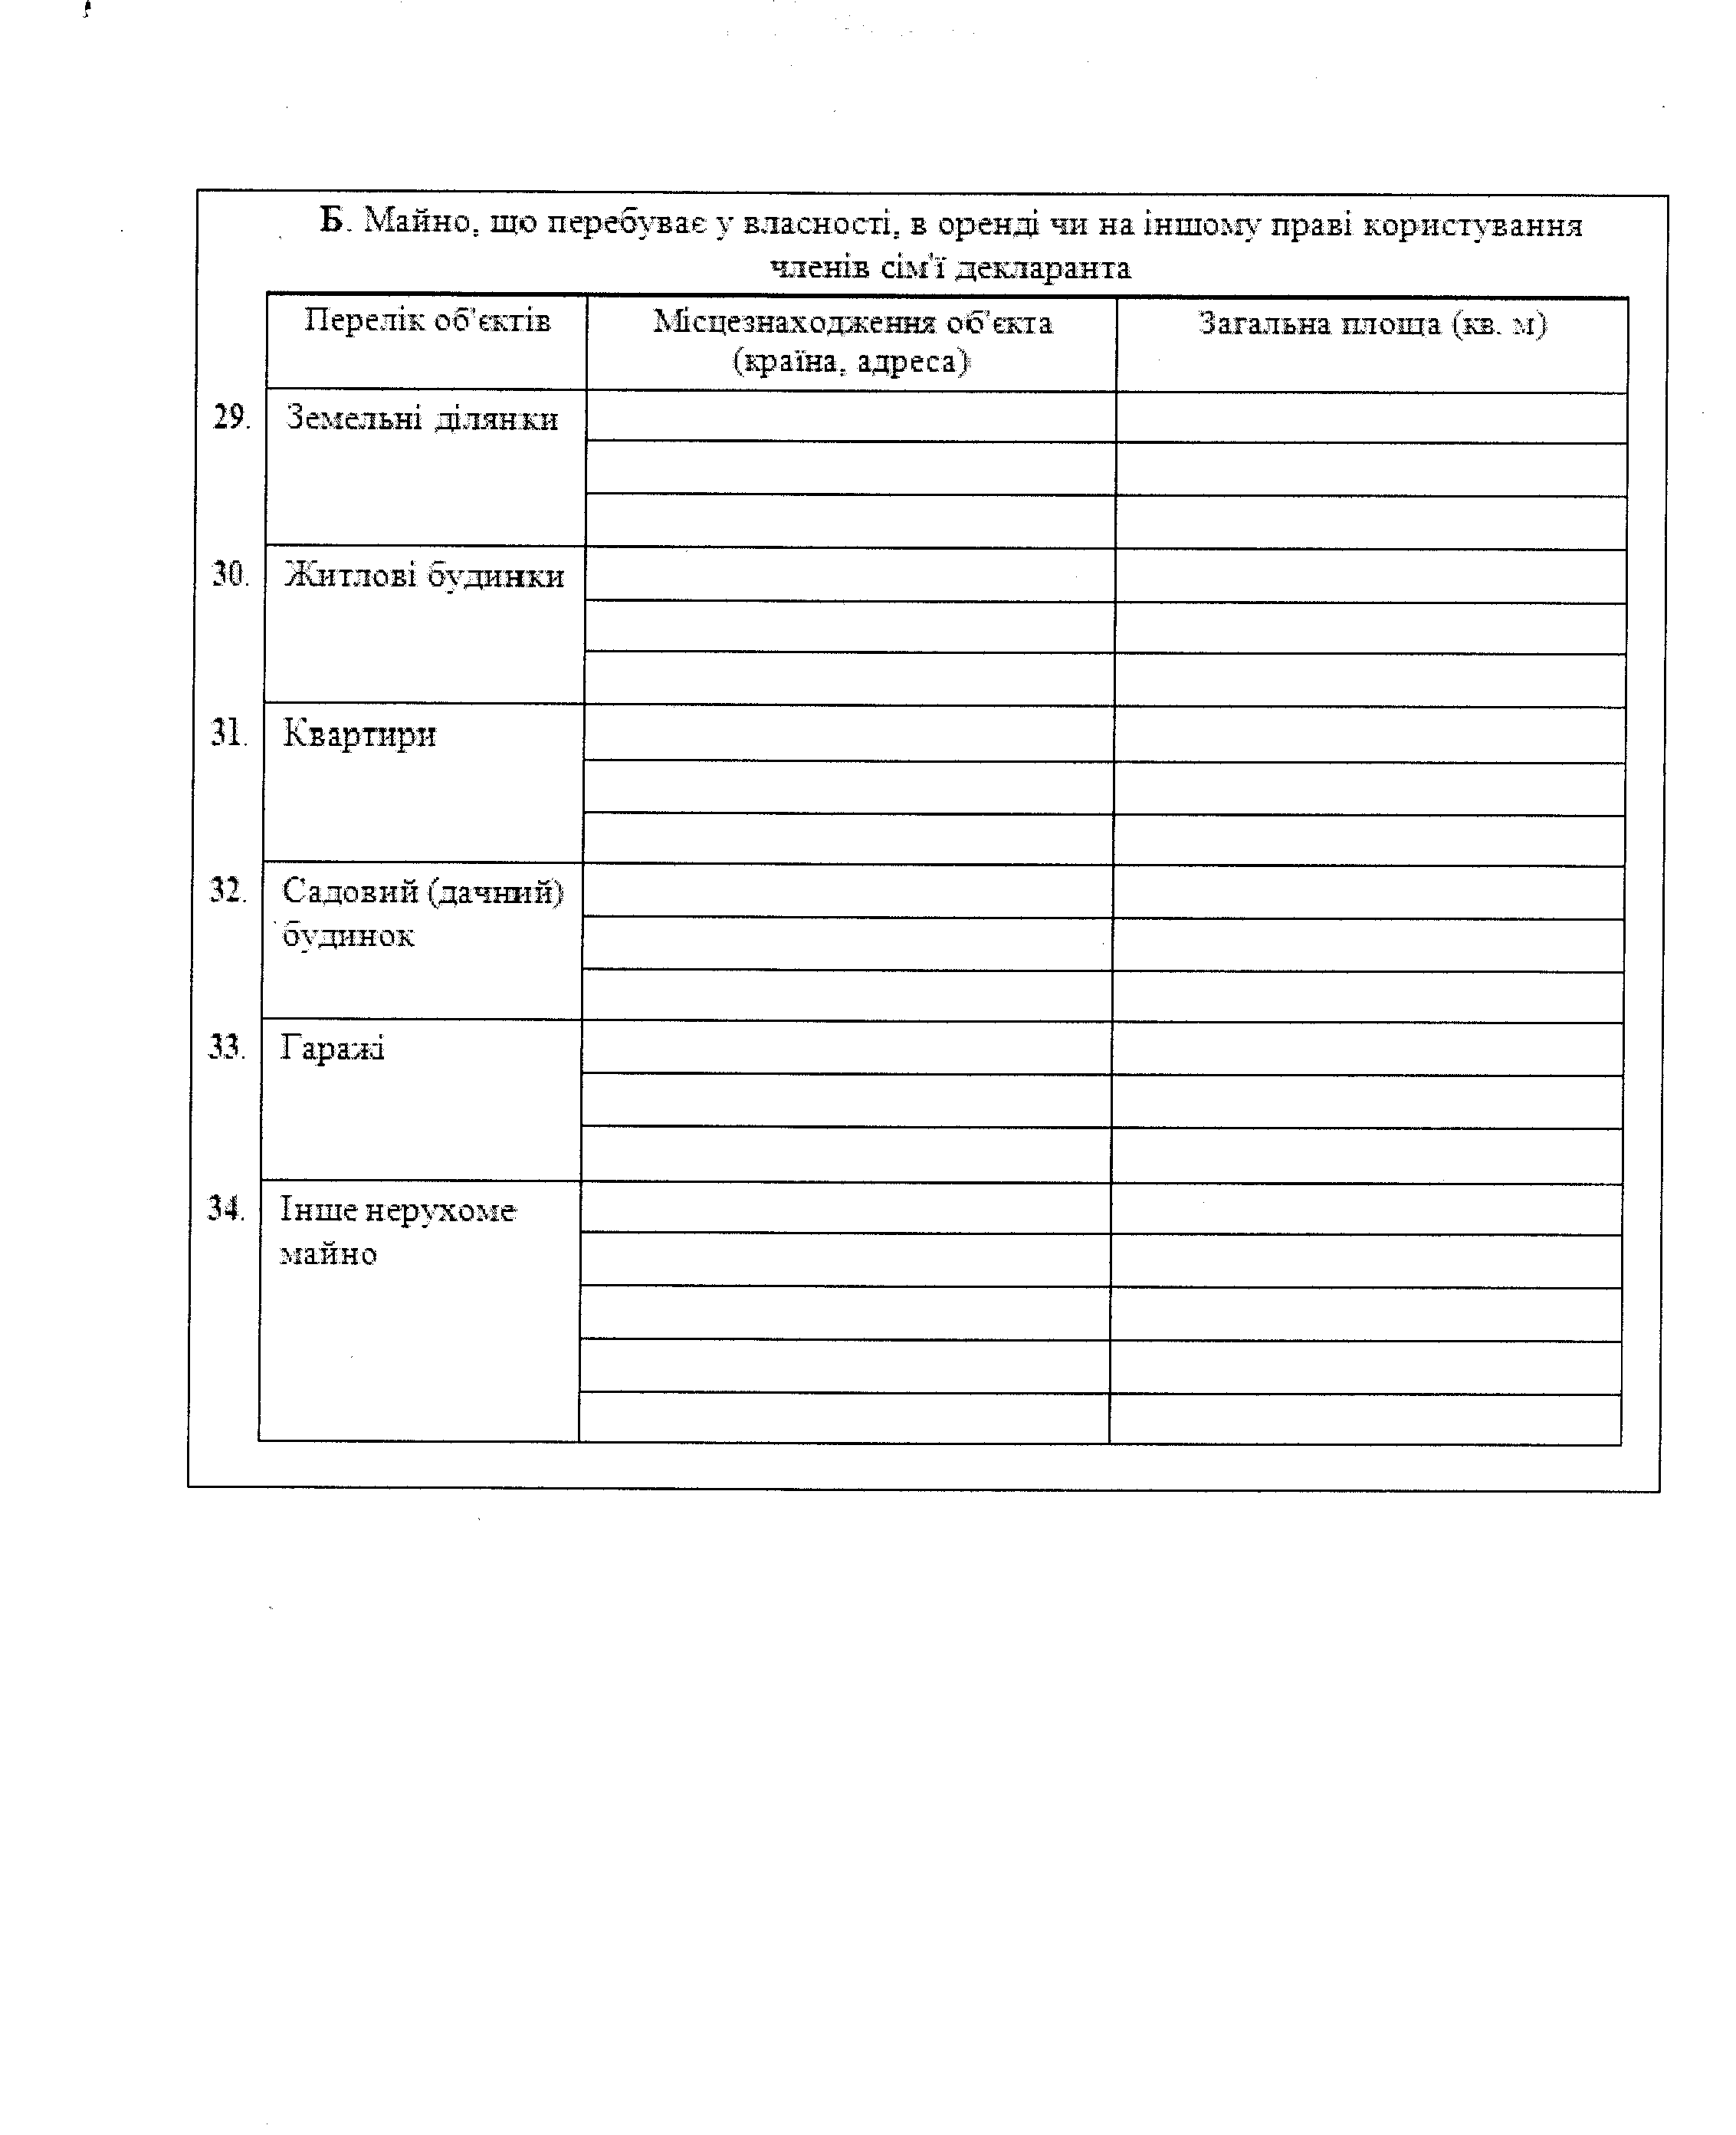 Б. Майно, що перебуває у власності, в оренді чи на іншому праві користування
членів сім'ї декларанта
Перелік об'єктів
Місцезнаходження об'єкта
(країна, адреса)
Загальна площа (кв. м)
29. Земельні ділянки
30. Житлові будинки
31. Квартири
32. Садовий (дачний)
будинок
33. Гаражі
34. Інше нерухоме
майно